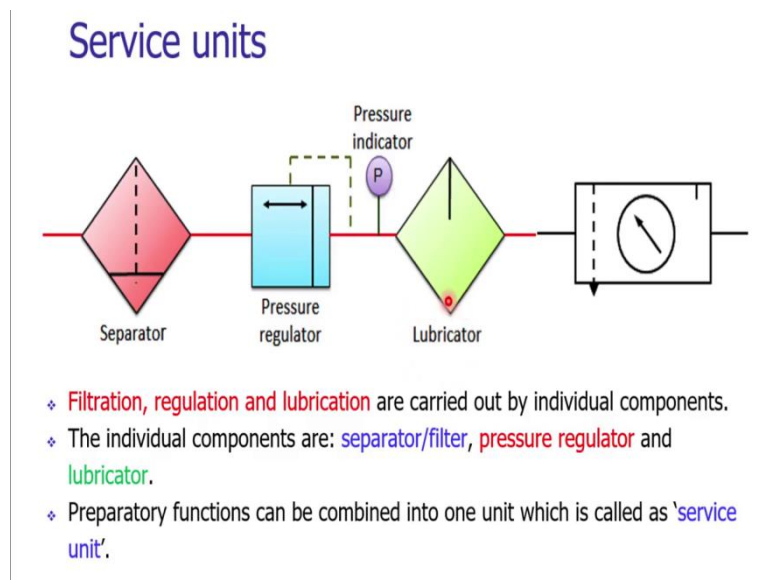 Service units
Pressure
indicator
P
Separator
Pressure
regulator
Lubricator
Filtration, regulation and lubrication are carried out by individual components.
The individual components are: separator/filter, pressure regulator and
lubricator.
Preparatory functions can be combined into one unit which is called as ‘service
unit’.